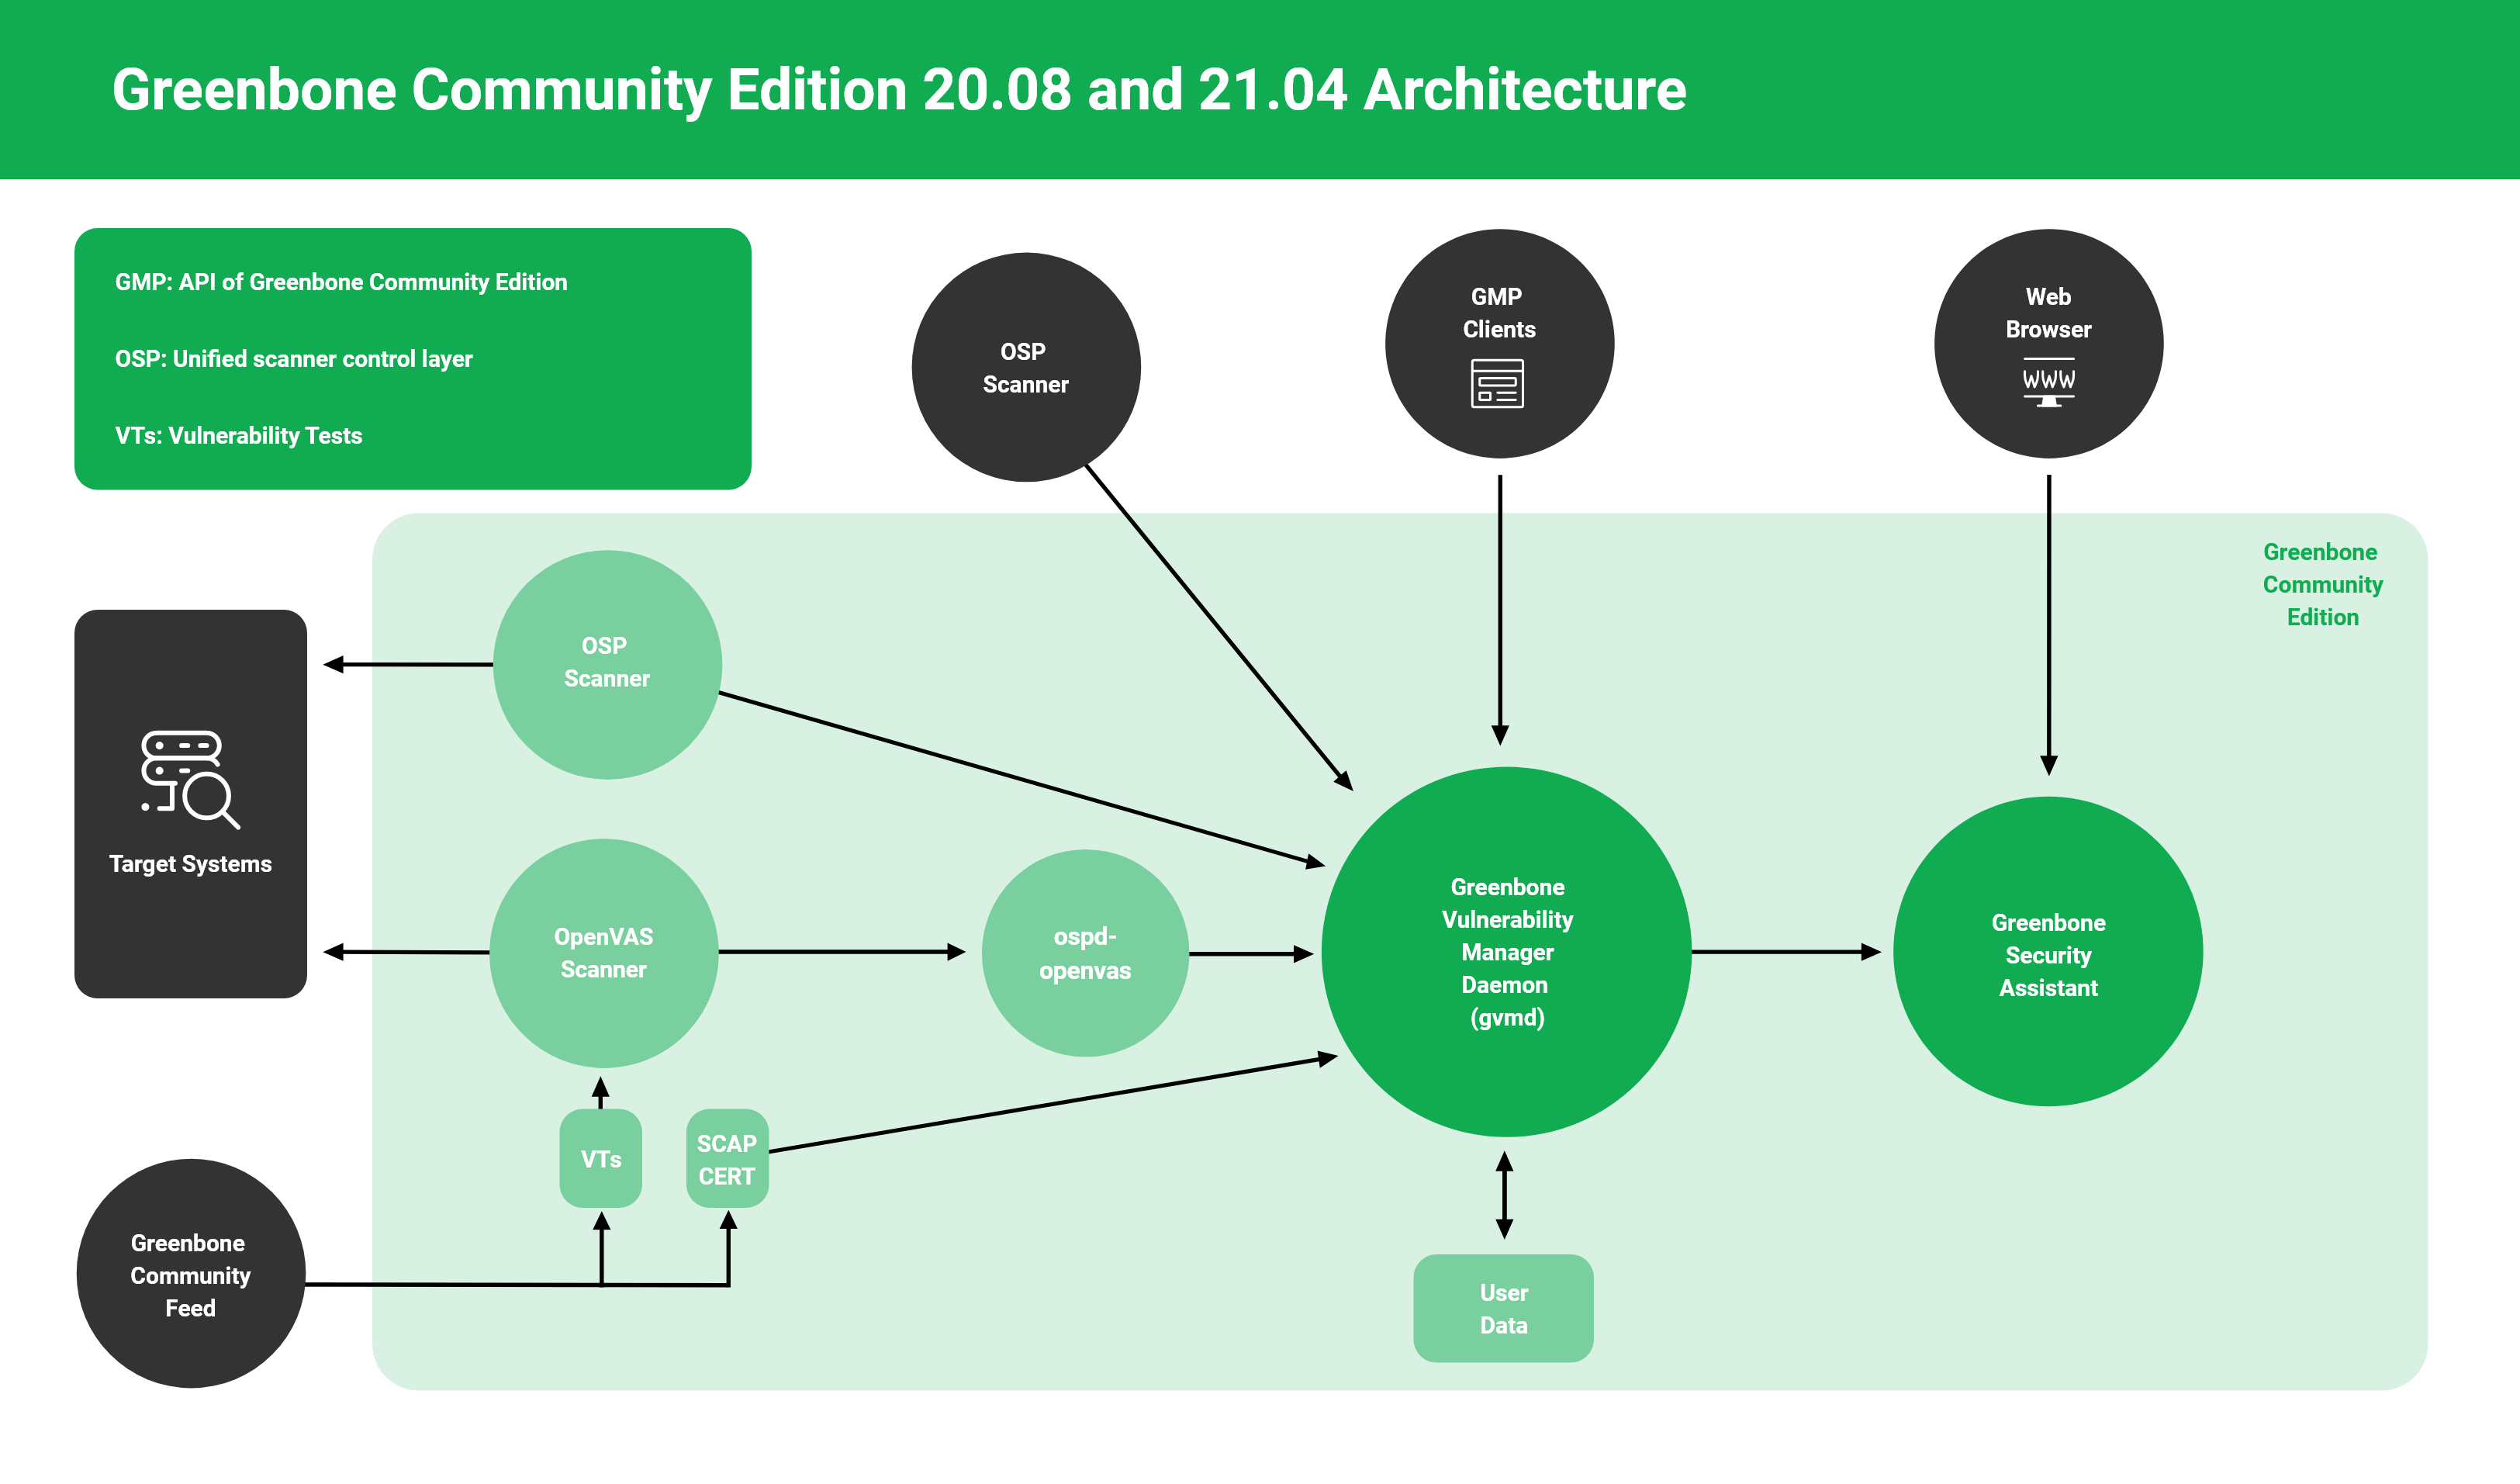 Greenbone Community Edition 20.08 and 21.04 Architecture
GMP: API of Greenbone Community Edition
OSP: Unified scanner control layer
VTs: Vulnerability Tests
OSP
Scanner
GMP
Clients
Web
Browser
WWW
Greenbone
Community
Edition
OSP
Scanner
Target Systems
OpenVAS
Scanner
ospd-
openvas
Greenbone
Vulnerability
Manager
Daemon
(gvmd)
Greenbone
Security
Assistant
VTs
SCAP
CERT
Greenbone
Community
Feed
User
Data